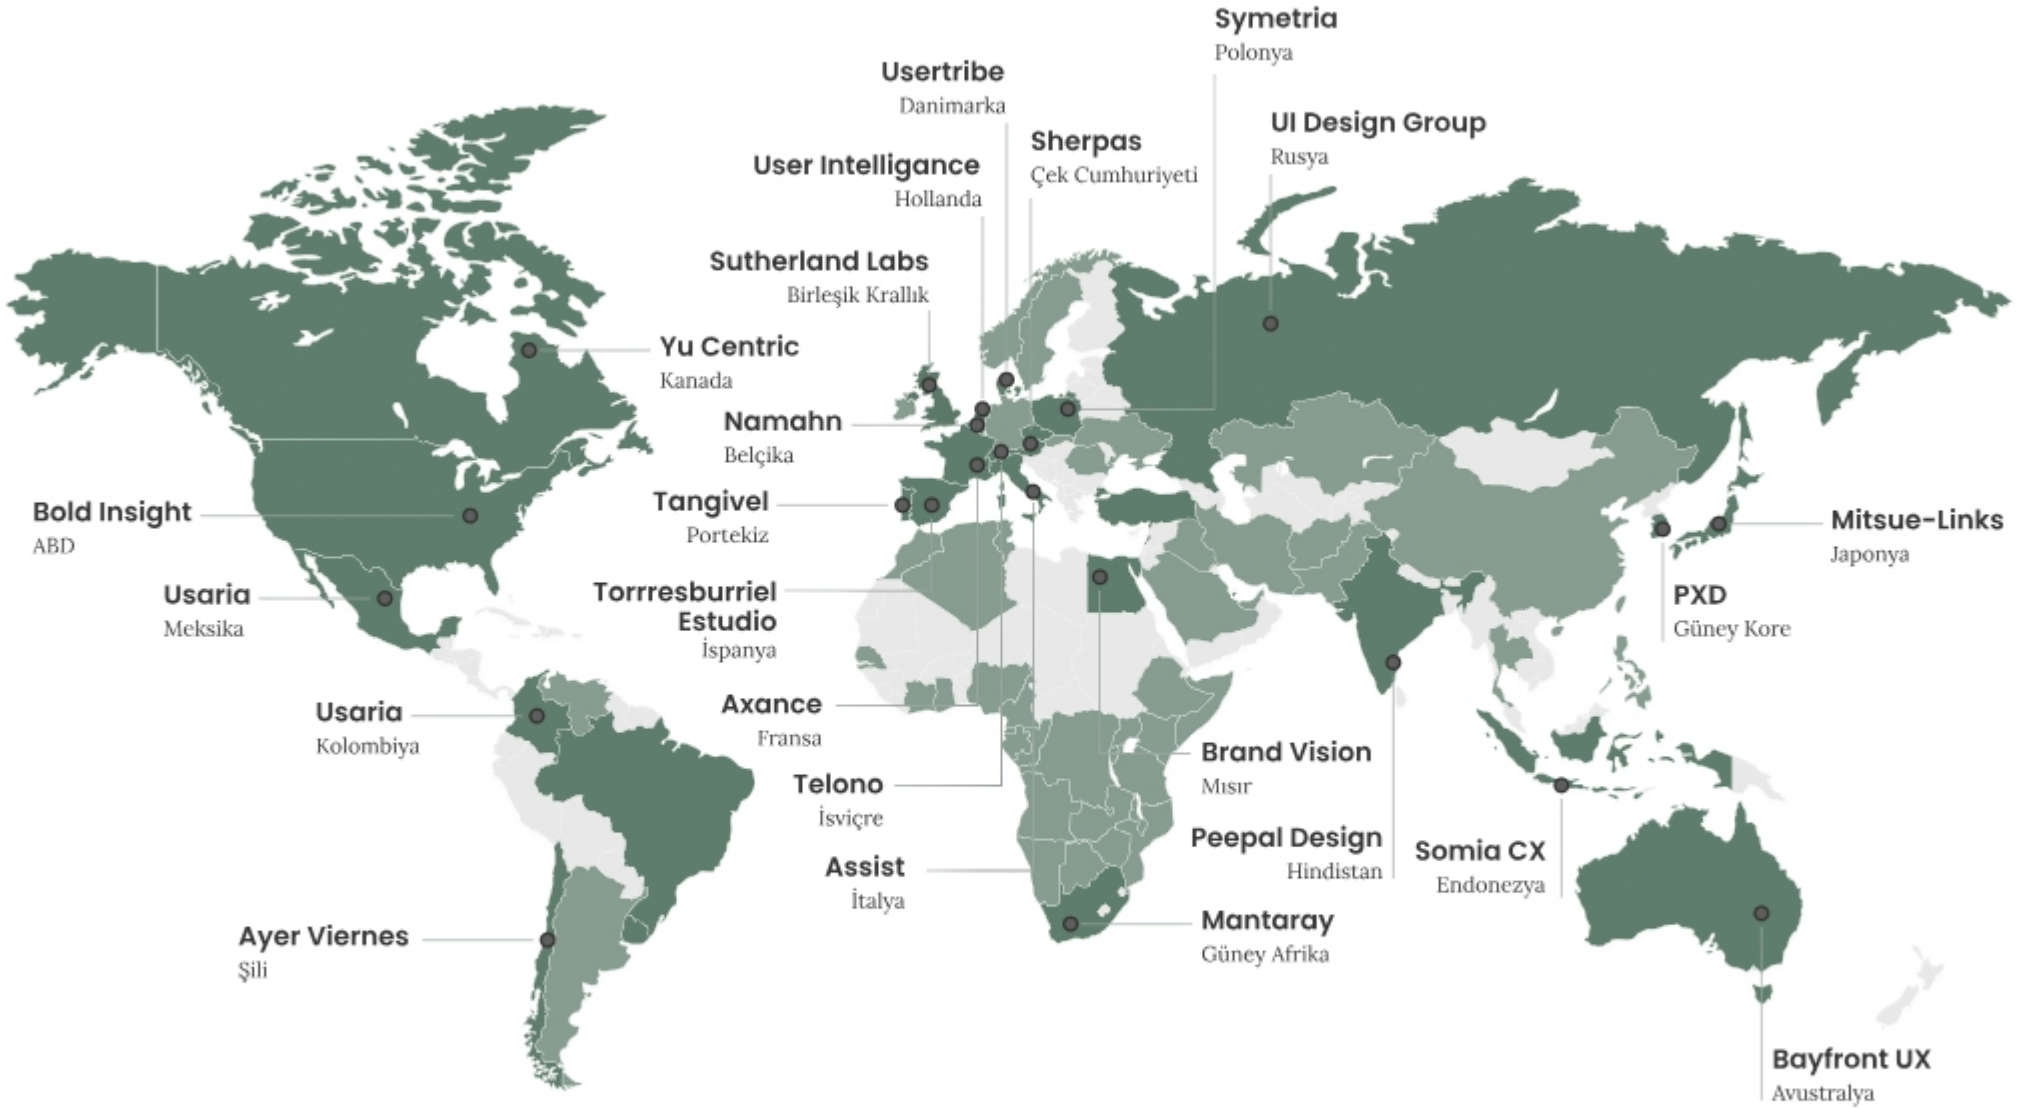 Symetria
Polonya
Usertribe
Danimarka
UI Design Group
Rusya
Sherpas
Çek Cumhuriyeti
User Intelligance
Hollanda
Sutherland Labs
Birleşik Krallık
Yu Centric
Kanada
Namahn
Belçika
Bold Insight
ABD
Tangivel
Portekiz
Mitsue-Links
Japonya
Usaria
Meksika
Torrresburriel
Estudio
İspanya
PXD
Güney Kore
Usaria
Kolombiya
Axance
Fransa
Brand Vision
Mısır
Telono
İsviçre
Peepal Design
Hindistan
Somia CX
Endonezya
Assist
İtalya
Mantaray
Güney Afrika
Ayer Viernes
Şili
Bayfront UX
Avustralya